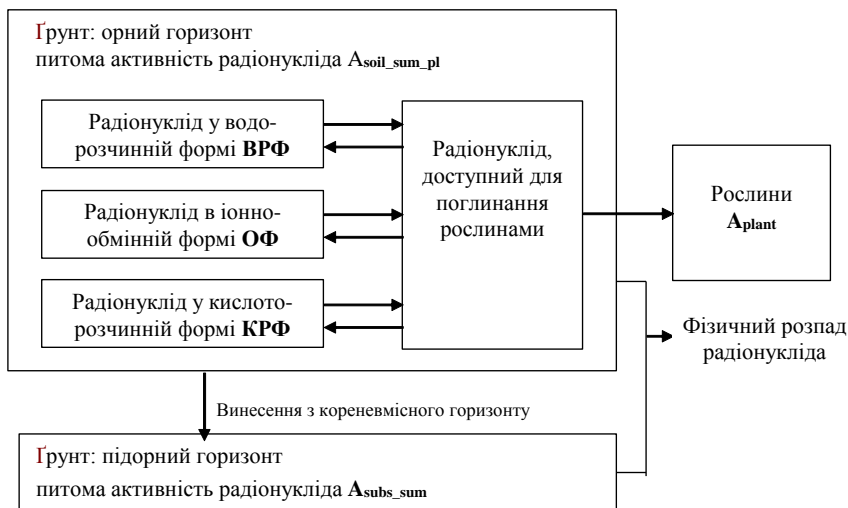 Ґрунт: орний горизонт
питома активність радіонукліда Asoil_sum_pl
Радіонуклід у водо-
розчинній формі ВРФ
Радіонуклід в іонно-
обмінній формі ОФ
Радіонуклід у кислото-
розчинній формі КРФ
Радіонуклід,
доступний для
поглинання
рослинами
Рослини
Aplant
Фізичний розпад
радіонукліда
Винесення з кореневмісного горизонту
Ґрунт: підорний горизонт
питома активність радіонукліда Asubs_sum